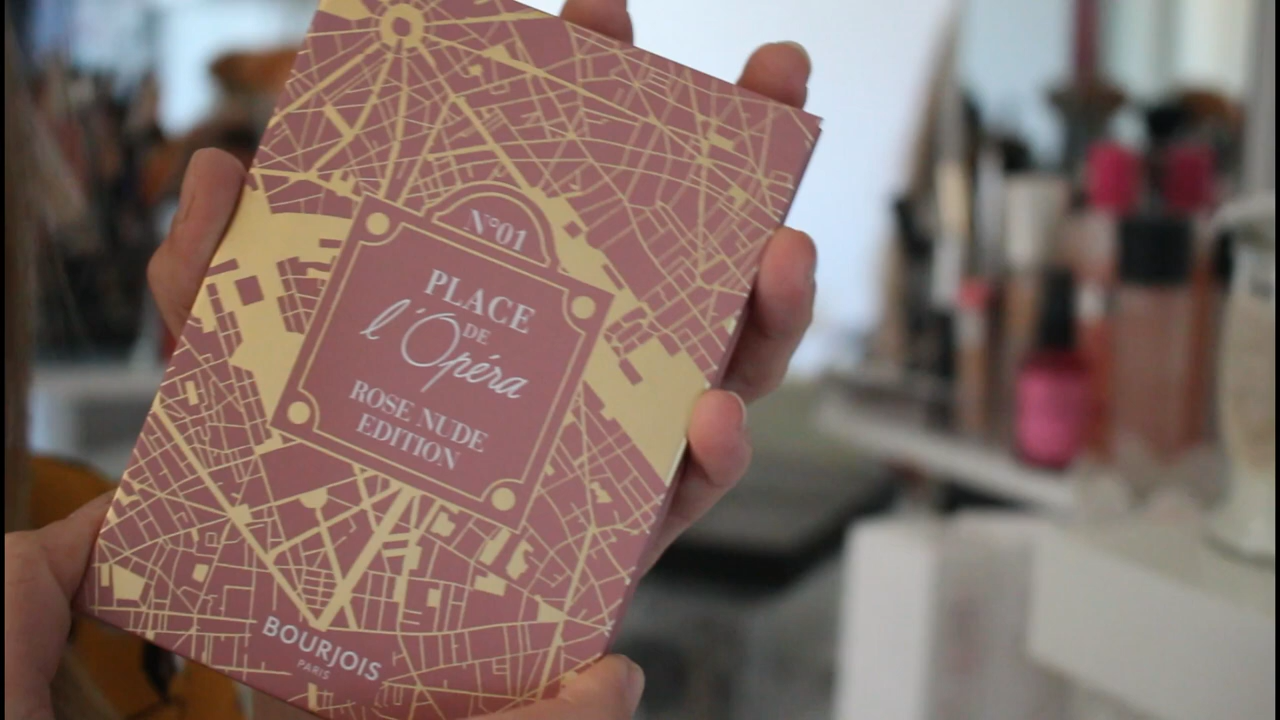 N°01
PLACE
DE
l'Opéra
ROSE NUDE
EDITION
BOURJOIS
PARIS